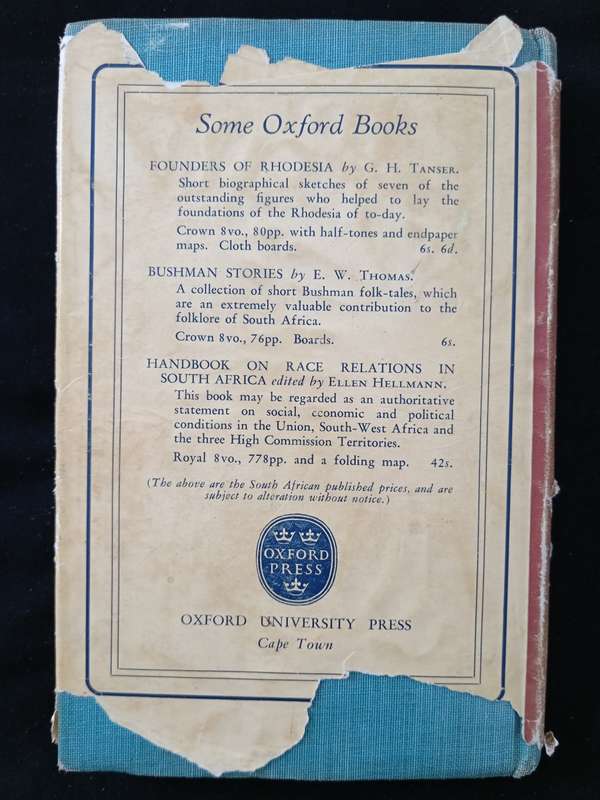 Some Oxford Books
FOUNDERS OF RHODESIA by G. H. TANSER.
Short biographical sketches of seven of the
outstanding figures who helped to lay the
foundations of the Rhodesia of to-day.
Crown 8vo., 80pp. with half-tones and endpaper
maps. Cloth boards. 6s. 6d.
BUSHMAN STORIES by E. W. THOMAS.
A collection of short Bushman folk-tales, which
are an extremely valuable contribution to the
folklore of South Africa.
Crown 8vo., 76pp. Boards. 6s.
HANDBOOK ON RACE RELATIONS IN
SOUTH AFRICA edited by ELLEN HELLMANN.
This book may be regarded as an authoritative
statement on social, economic and political
conditions in the Union, South-West Africa and
the three High Commission Territories.
Royal 8vo., 778pp. and a folding map. 42s.
(The above are the South African published prices, and are
subject to alteration without notice.)
OXFORD
PRESS
OXFORD UNIVERSITY PRESS
Cape Town